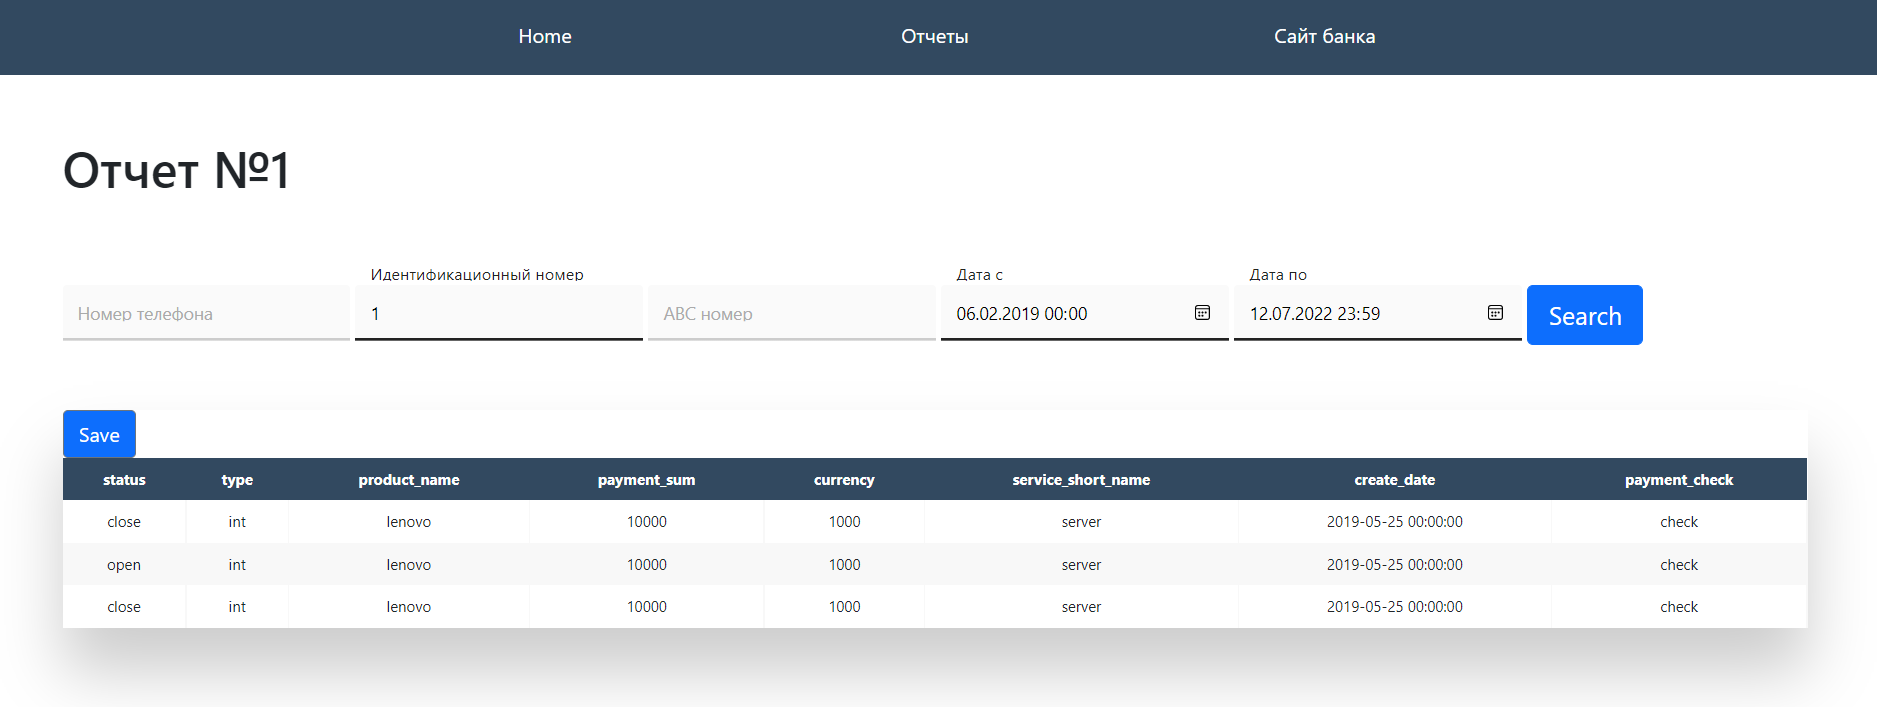 Home Отчеты Сайт банка
Отчет №1
Идентификационный номер Дата с Дата по
Номер телефона 1 АВС номер 06.02.2019 00:00 12.07.2022 23:59 Search
Save
status type product_name payment_sum currency service_short_name create_date payment_check
close int lenovo 10000 1000 server 2019-05-25 00:00:00 check
open int lenovo 10000 1000 server 2019-05-25 00:00:00 check
close int lenovo 10000 1000 server 2019-05-25 00:00:00 check